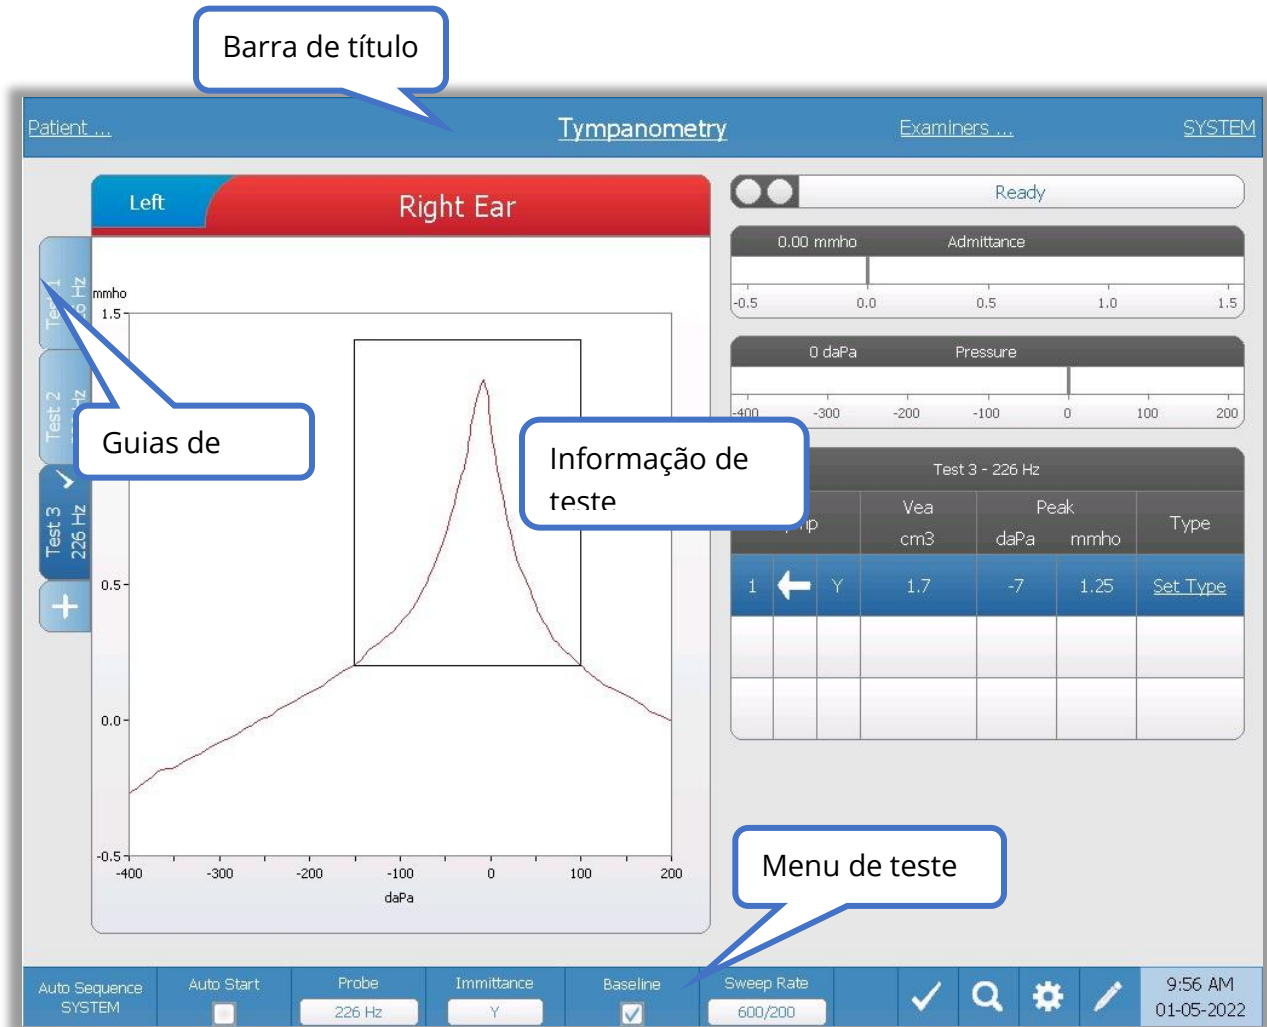 Barra de título
Patient ...
Tympanometry
Examiners ...
SYSTEM
Left
Right Ear
Ready
0.00 mmho Admittance
-0.5 0.0 0.5 1.0 1.5
0 daPa Pressure
-400 -300 -200 -100 0 100 200
Test 1
Hz
Test 2
Test 3
226 Hz
+
Guias de
Informação de
teste
mmho
1.5
0.5
0.0
-0.5
-400 -300 -200 -100 0 100 200
daPa
Test 3 - 226 Hz
Vea Peak Type
cm3 daPa mmho
1 Y 1.7 -7 1.25 Set Type
Menu de teste
Auto Sequence
SYSTEM
Auto Start
Probe
226 Hz
Immittance
Y
Baseline
Sweep Rate
600/200
9:56 AM
01-05-2022